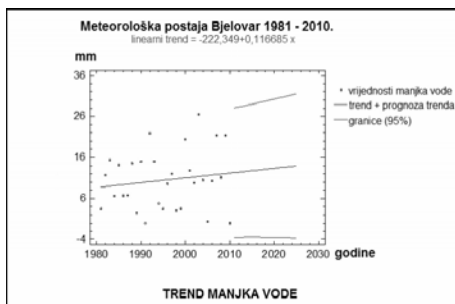 Meteorološka postaja Bjelovar 1981 - 2010.
linearni trend = -222,349+0,116685 x
mm
36
26
16
6
-4
1980 1990 2000 2010 2020 2030
godine
vrijednosti manjka vode
trend + prognoza trenda
granice (95%)
TREND MANJKA VODE